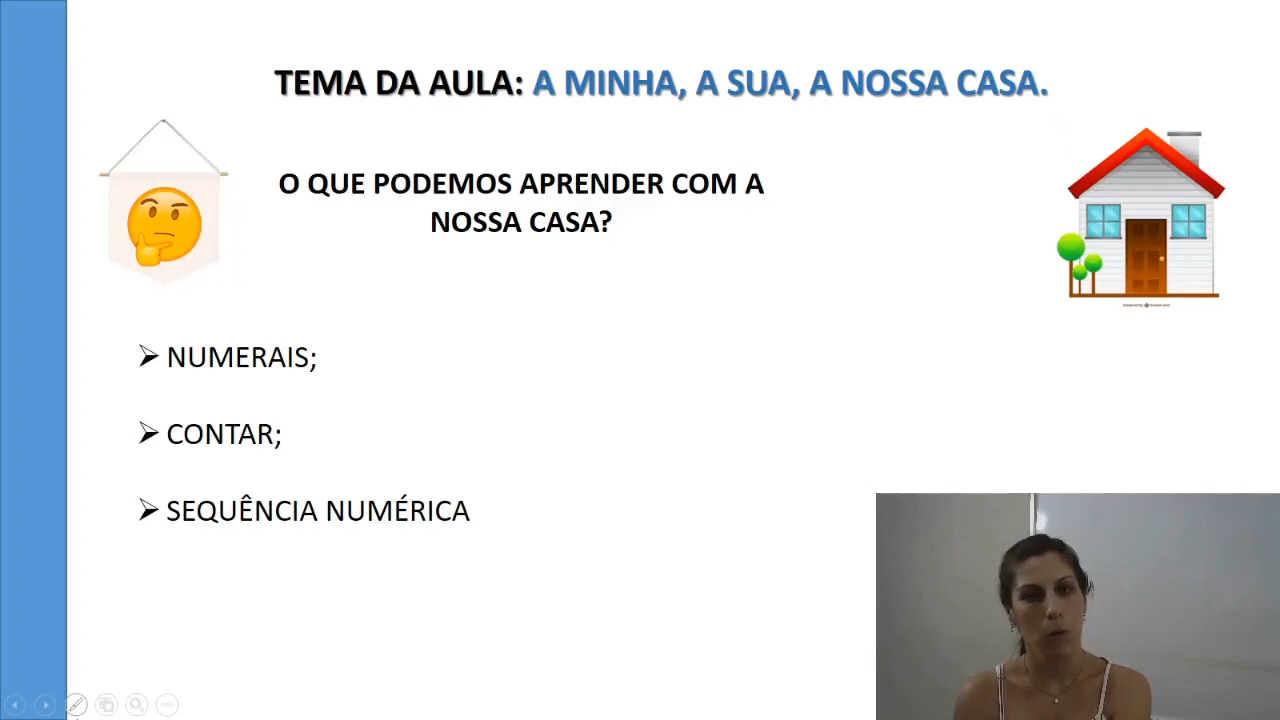 TEMA DA AULA: A MINHA, A SUA, A NOSSA CASA.
O QUE PODEMOS APRENDER COM A
NOSSA CASA?
NUMERAIS;
CONTAR;
SEQUÊNCIA NUMÉRICA